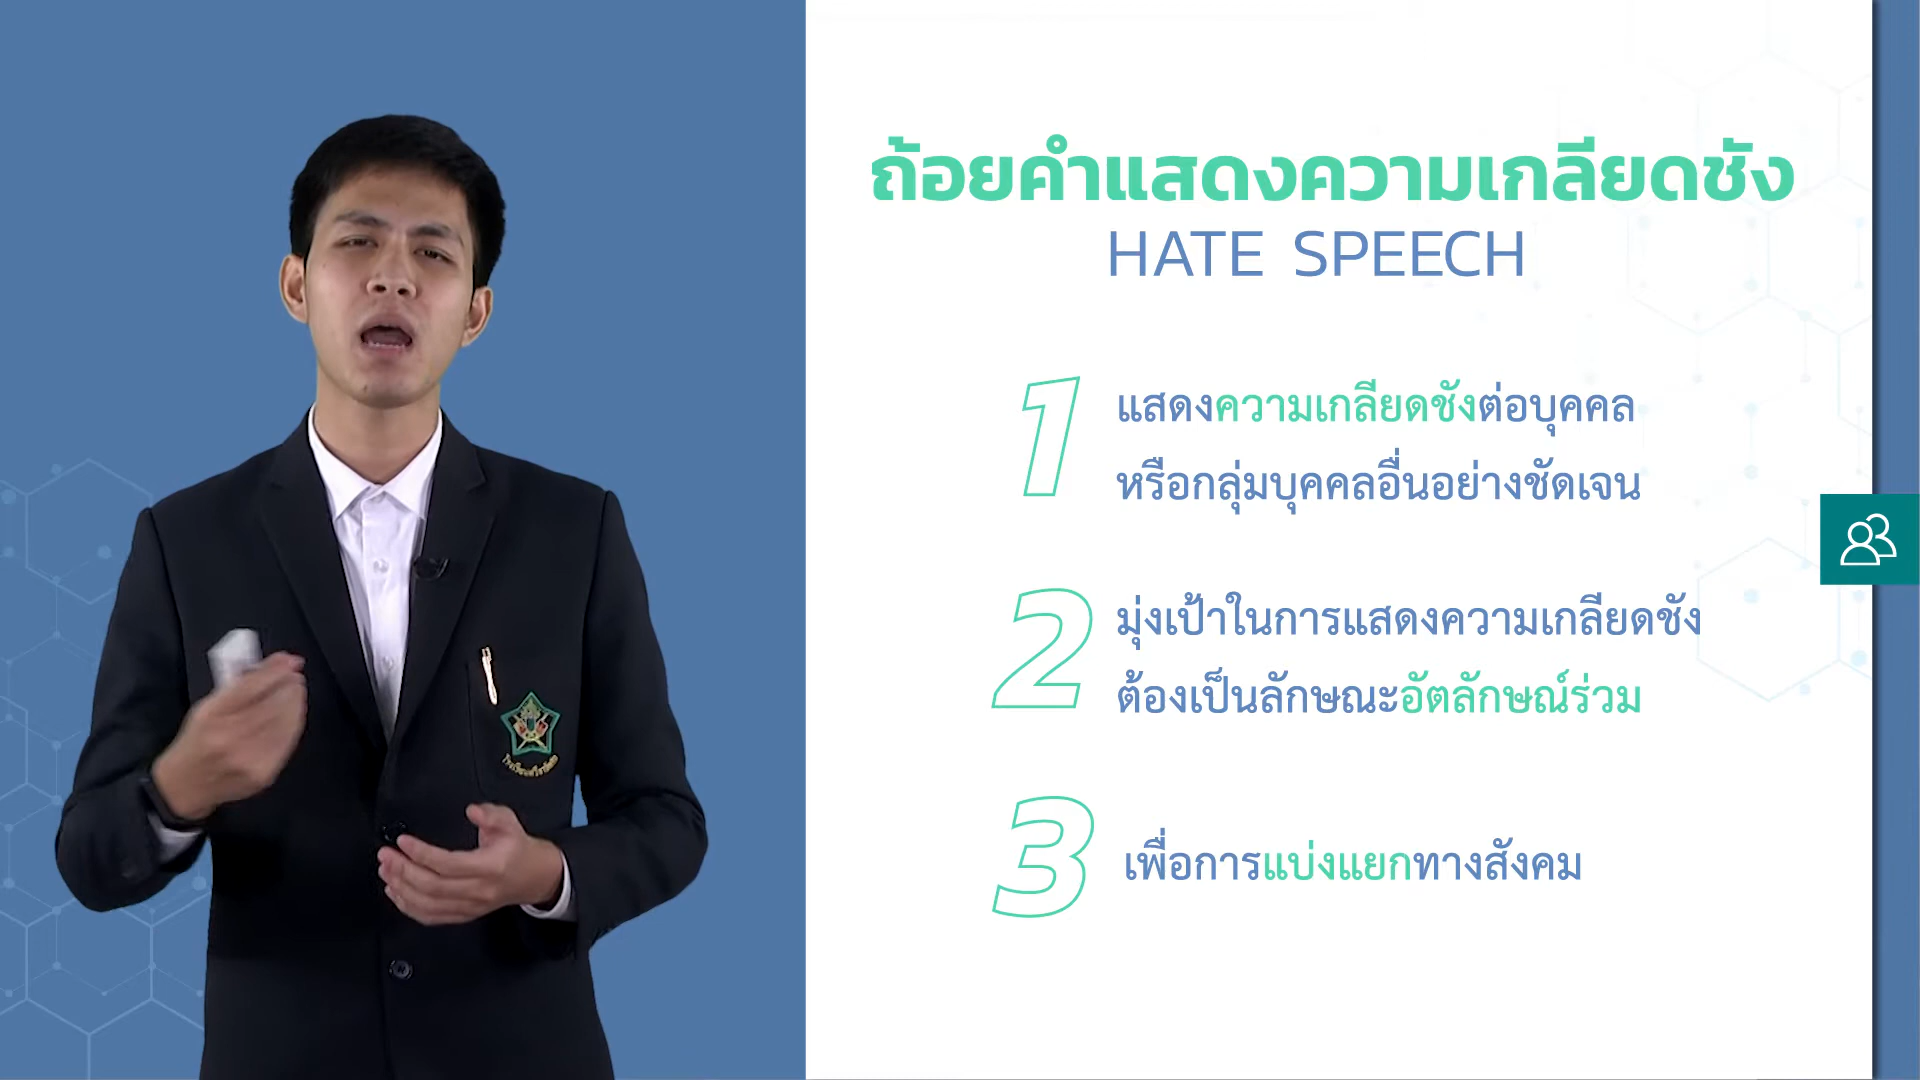 ถ้อยคำแสดงความเกลียดชัง
HATE SPEECH
1
แสดงความเกลียดชังต่อบุคคล
หรือกลุ่มบุคคลอื่นอย่างชัดเจน
2
มุ่งเป้าในการแสดงความเกลียดชัง
ต้องเป็นลักษณะอัตลักษณ์ร่วม
3
เพื่อการแบ่งแยกทางสังคม